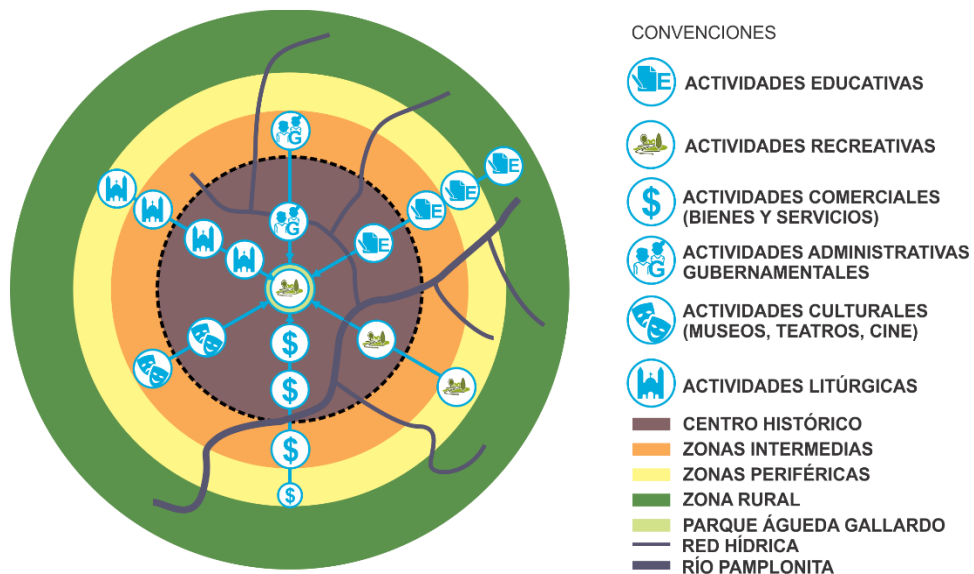 CONVENCIONES
E
ACTIVIDADES EDUCATIVAS
ACTIVIDADES RECREATIVAS
$
ACTIVIDADES COMERCIALES
(BIENES Y SERVICIOS)
G
ACTIVIDADES ADMINISTRATIVAS
GUBERNAMENTALES
ACTIVIDADES CULTURALES
(MUSEOS, TEATROS, CINE)
ACTIVIDADES LITÚRGICAS
CENTRO HISTÓRICO
ZONAS INTERMEDIAS
ZONAS PERIFÉRICAS
ZONA RURAL
PARQUE ÁGUEDA GALLARDO
RED HÍDRICA
RÍO PAMPLONITA
G
E
E
E
G
E
$
$
$
$